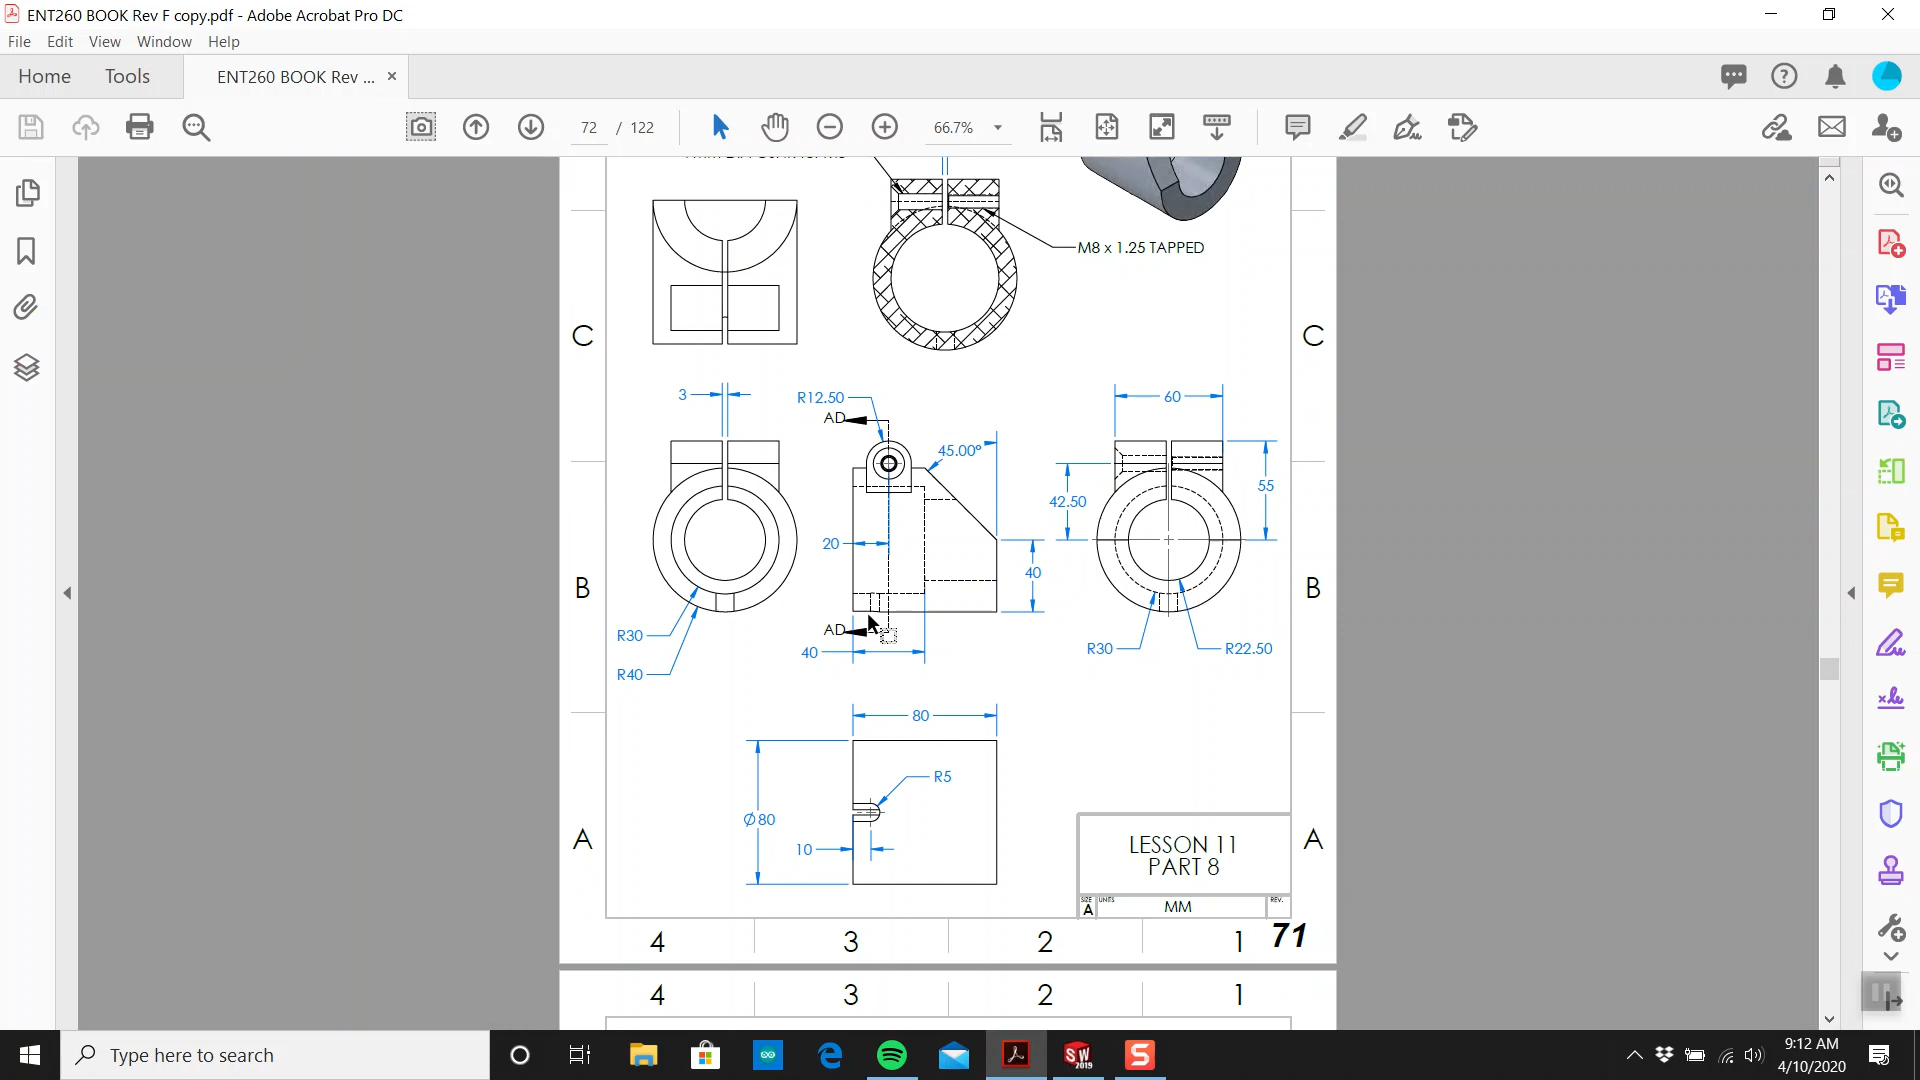 ENT260 BOOK Rev F copy.pdf - Adobe Acrobat Pro DC
File Edit View Window Help
Home Tools ENT260 BOOK Rev ... ×
72 / 122 66.7%
M8 x 1.25 TAPPED
C C
3 R12.50 60
AD
45.00°
42.50 55
20
40
B B
R30 AD R30 R22.50
40
R40
80
R5
Ø80
10
A A
LESSON 11
PART 8
SIZE UNITS REV.
A MM
4 3 2 1 71
4 3 2 1
Type here to search
SW
2019
S
9:12 AM
4/10/2020